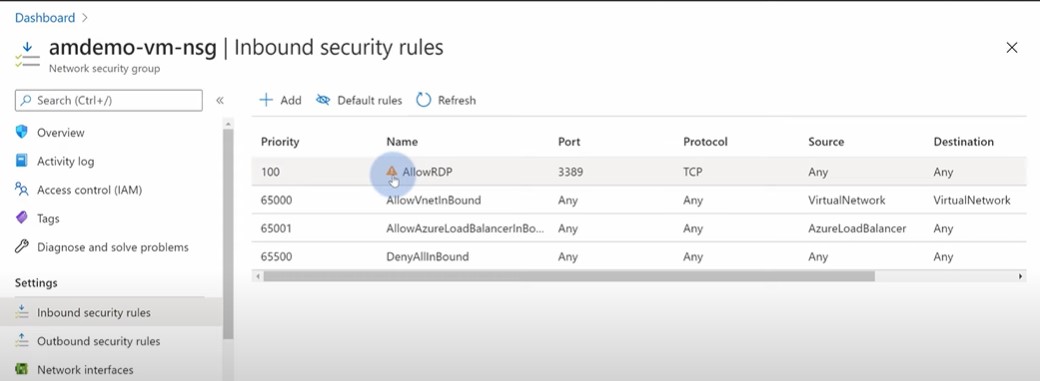 Dashboard >
amdemo-vm-nsg | Inbound security rules
Network security group
Search (Ctrl+/)
«
Overview
Activity log
Access control (IAM)
Tags
Diagnose and solve problems
Settings
Inbound security rules
Outbound security rules
Network interfaces
Add Default rules Refresh
Priority Name Port Protocol Source Destination
100 AllowRDP 3389 TCP Any Any
65000 AllowVnetInBound Any Any VirtualNetwork VirtualNetwork
65001 AllowAzureLoadBalancerInBo... Any Any AzureLoadBalancer Any
65500 DenyAllInBound Any Any Any Any